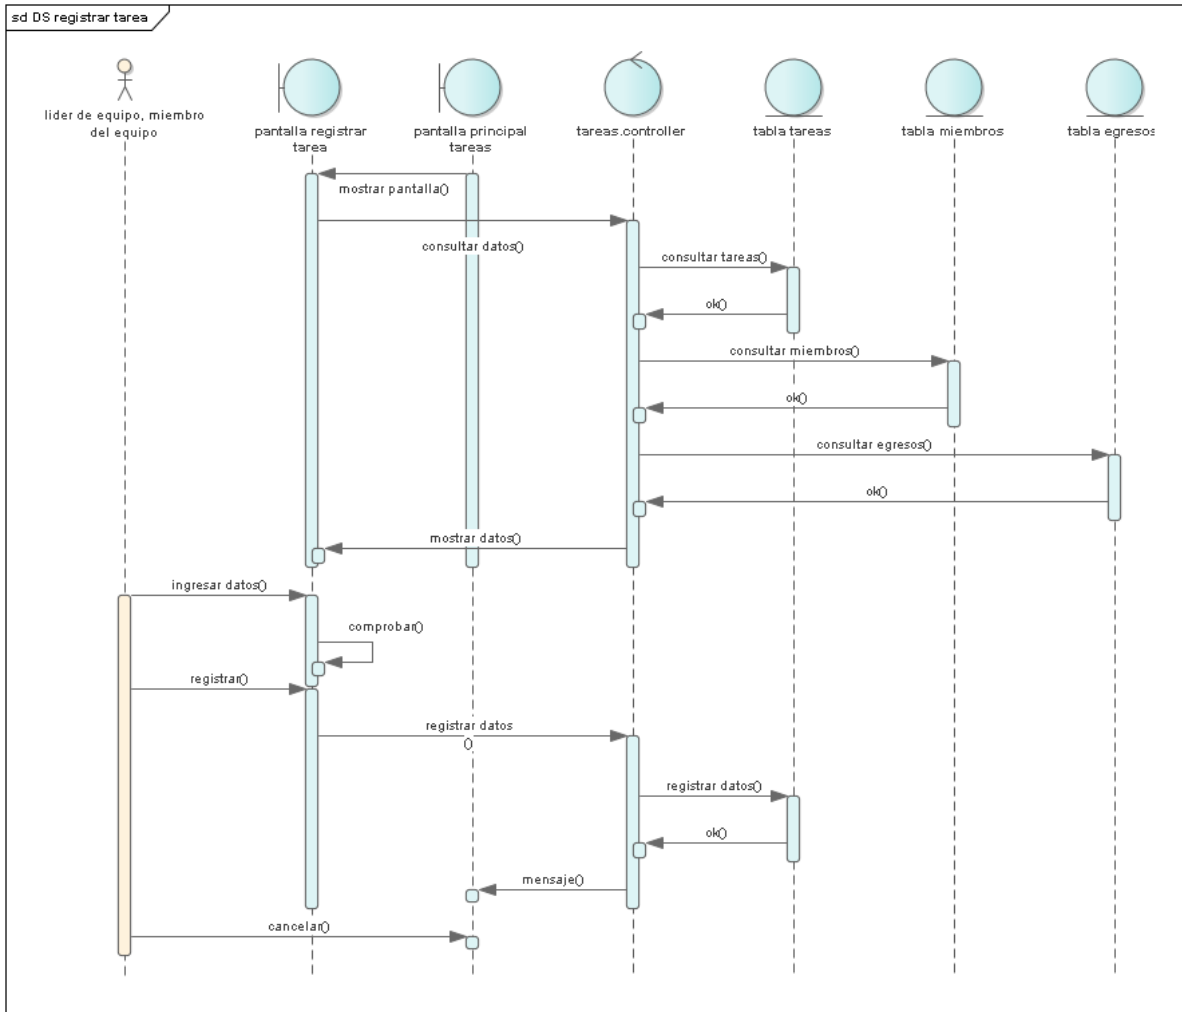 sd DS registrar tarea
lider de equipo, miembro
del equipo
pantalla registrar
tarea
pantalla principal
tareas
tareas.controller
tabla tareas
tabla miembros
tabla egresos
mostrar pantalla()
consultar datos()
consultar tareas()
ok()
consultar miembros()
ok()
consultar egresos()
ok()
mostrar datos()
ingresar datos()
comprobar()
registrar()
registrar datos
()
registrar datos()
ok()
mensaje()
cancelar()